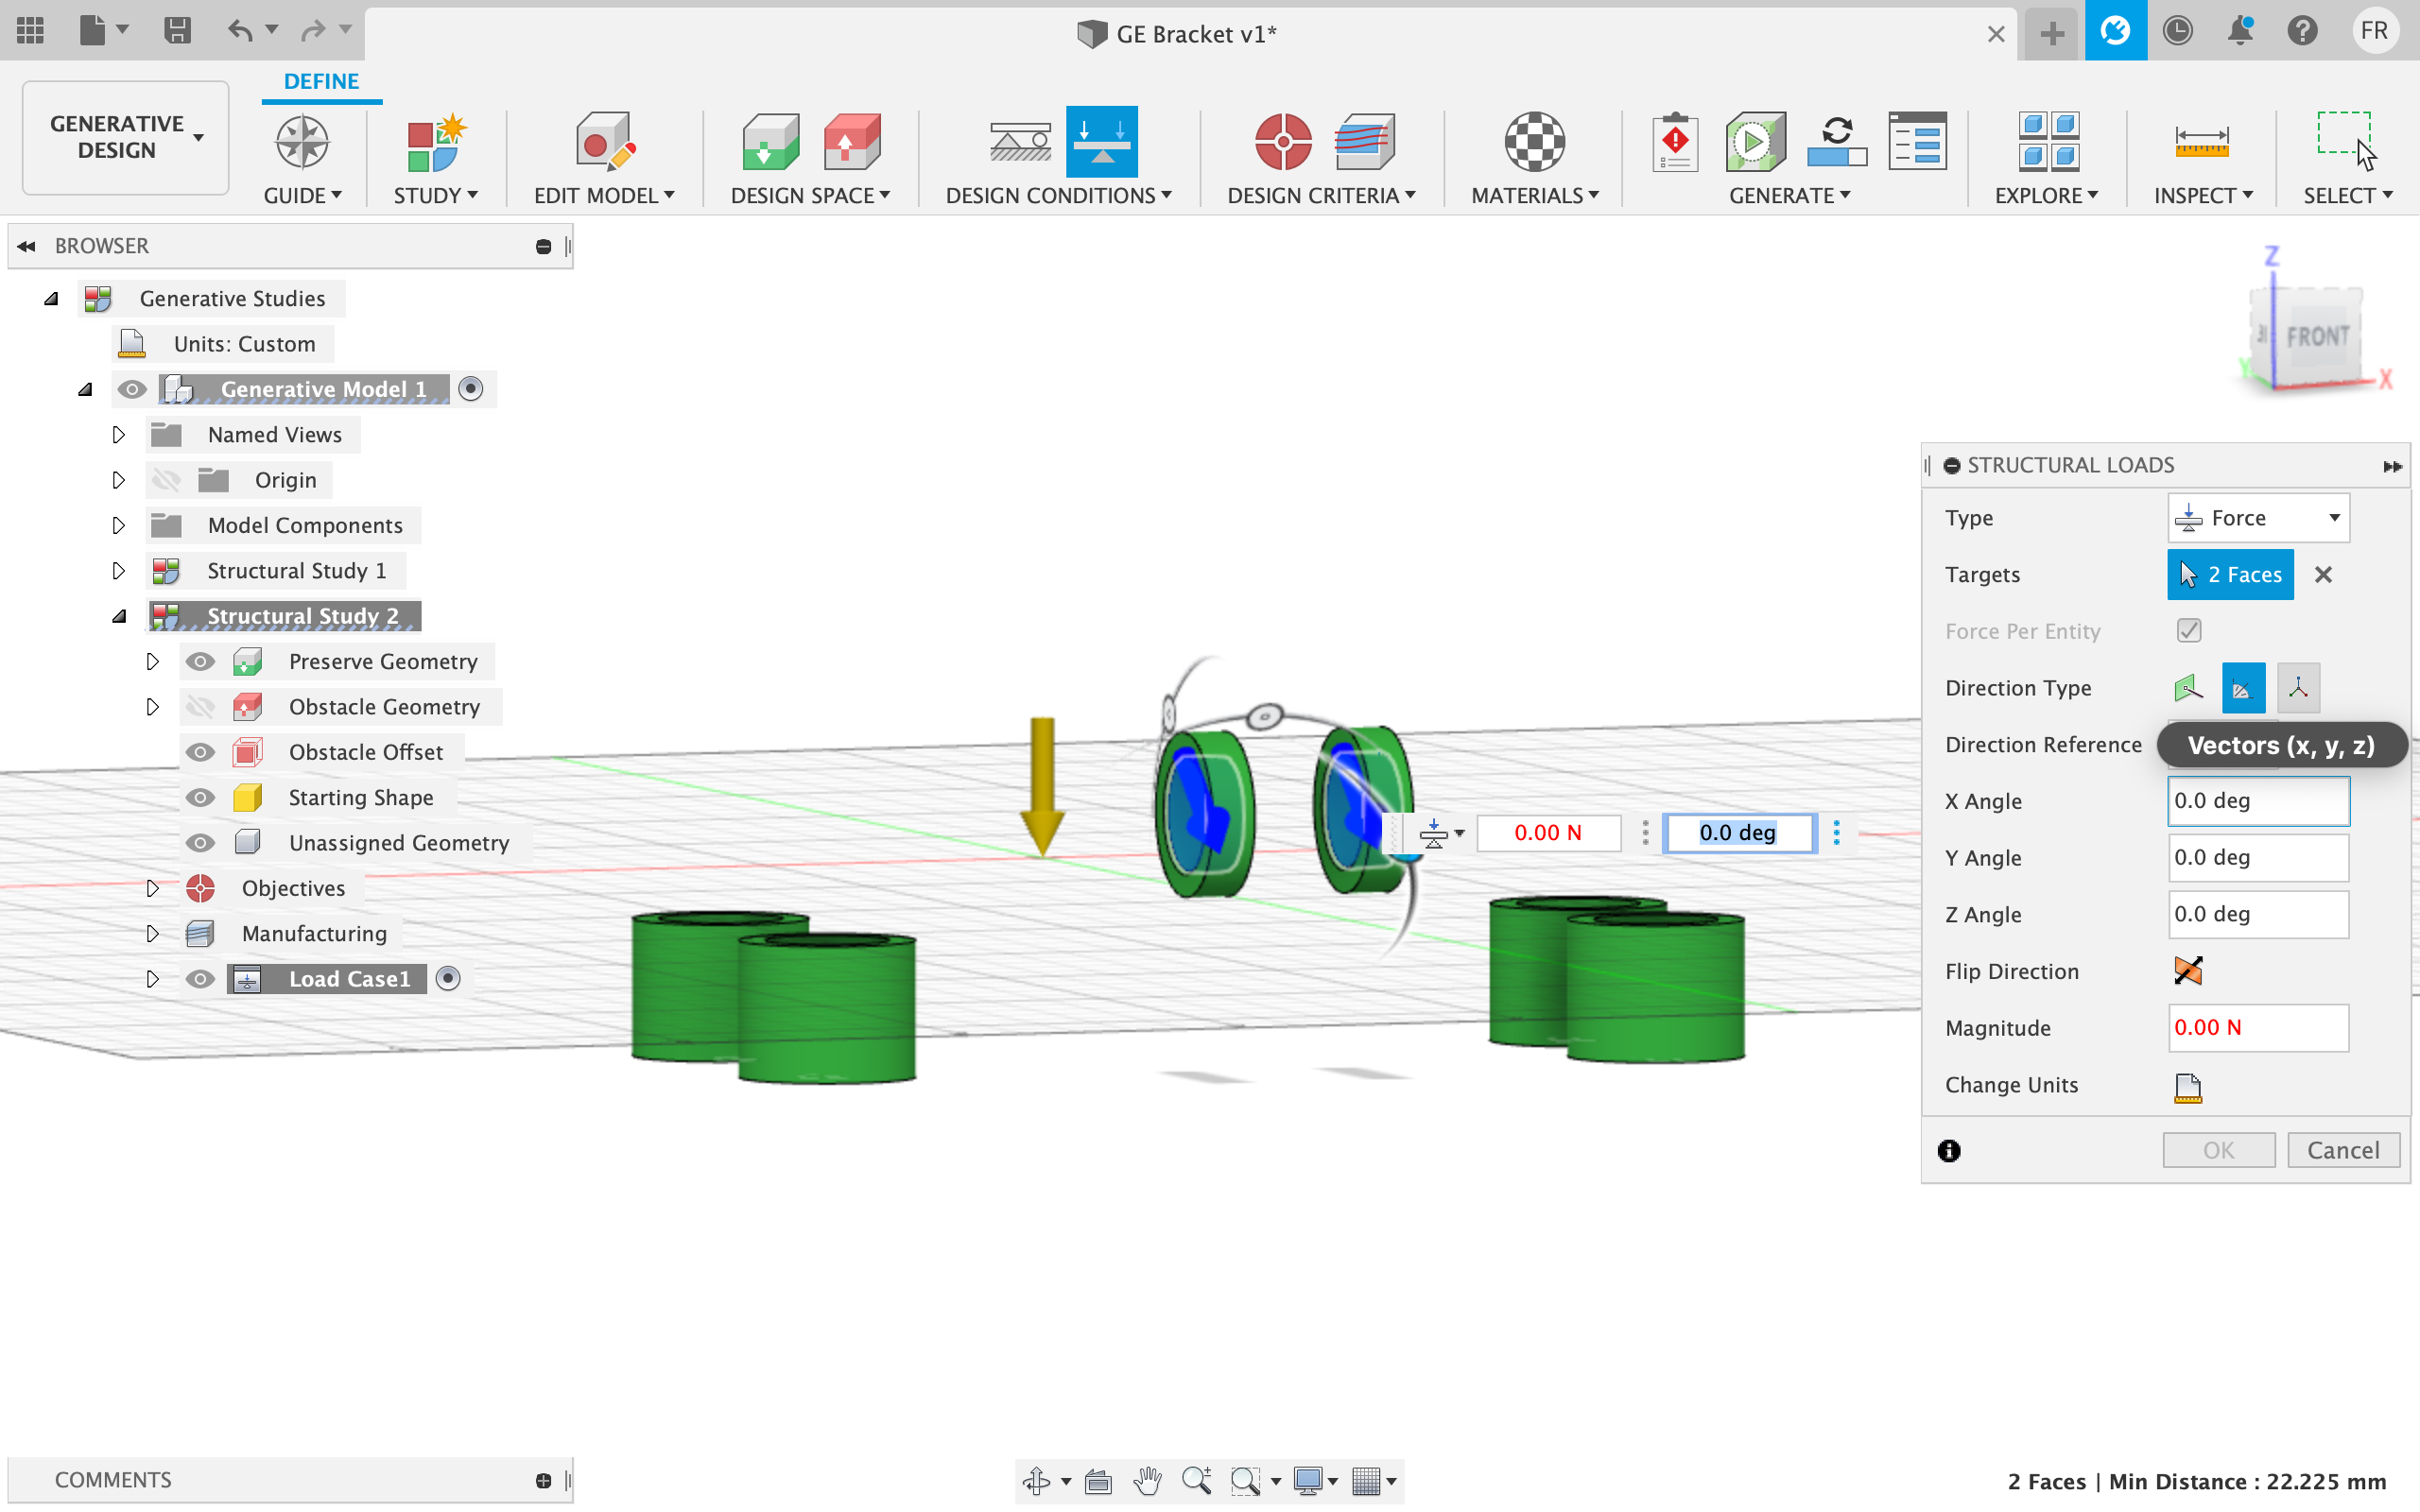 GE Bracket v1*
FR
DEFINE
GENERATIVE
DESIGN
GUIDE
STUDY
EDIT MODEL
DESIGN SPACE
DESIGN CONDITIONS
DESIGN CRITERIA
MATERIALS
GENERATE
EXPLORE
INSPECT
SELECT
BROWSER
Generative Studies
Units: Custom
Generative Model 1
Named Views
Origin
Model Components
Structural Study 1
Structural Study 2
Preserve Geometry
Obstacle Geometry
Obstacle Offset
Starting Shape
Unassigned Geometry
Objectives
Manufacturing
Load Case1
0.00 N
0.0 deg
Z
FRONT
Y
X
STRUCTURAL LOADS
Type
Force
Targets
2 Faces
Force Per Entity
Direction Type
Direction Reference
Vectors (x, y, z)
X Angle
0.0 deg
Y Angle
0.0 deg
Z Angle
0.0 deg
Flip Direction
Magnitude
0.00 N
Change Units
OK
Cancel
COMMENTS
2 Faces | Min Distance : 22.225 mm